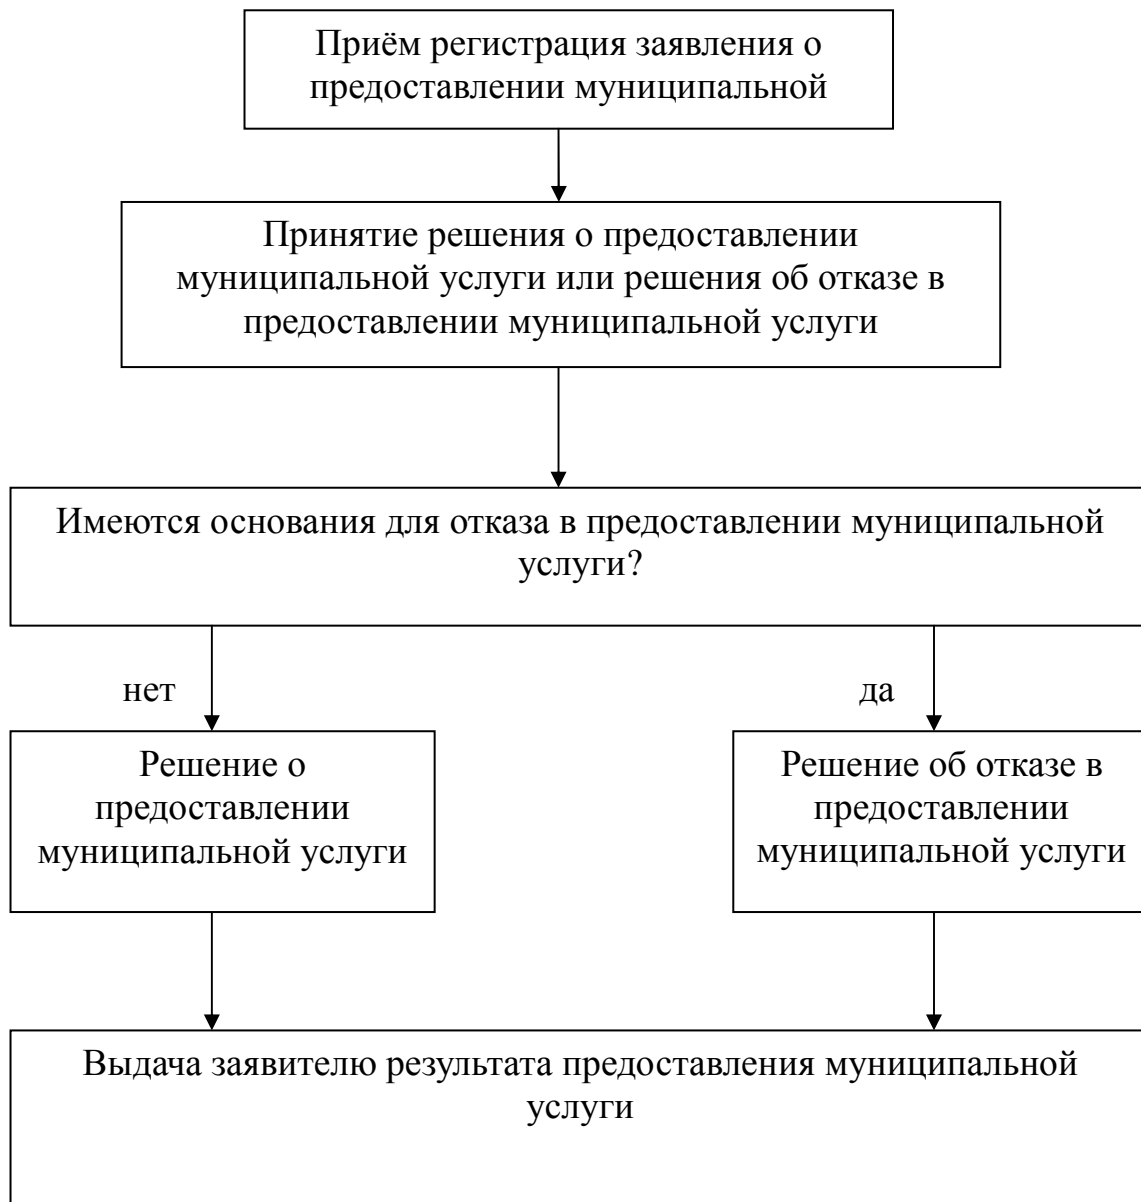 Приём регистрация заявления о
предоставлении муниципальной
Принятие решения о предоставлении
муниципальной услуги или решения об отказе в
предоставлении муниципальной услуги
Имеются основания для отказа в предоставлении муниципальной
услуги?
нет
да
Решение о
предоставлении
муниципальной услуги
Решение об отказе в
предоставлении
муниципальной услуги
Выдача заявителю результата предоставления муниципальной
услуги